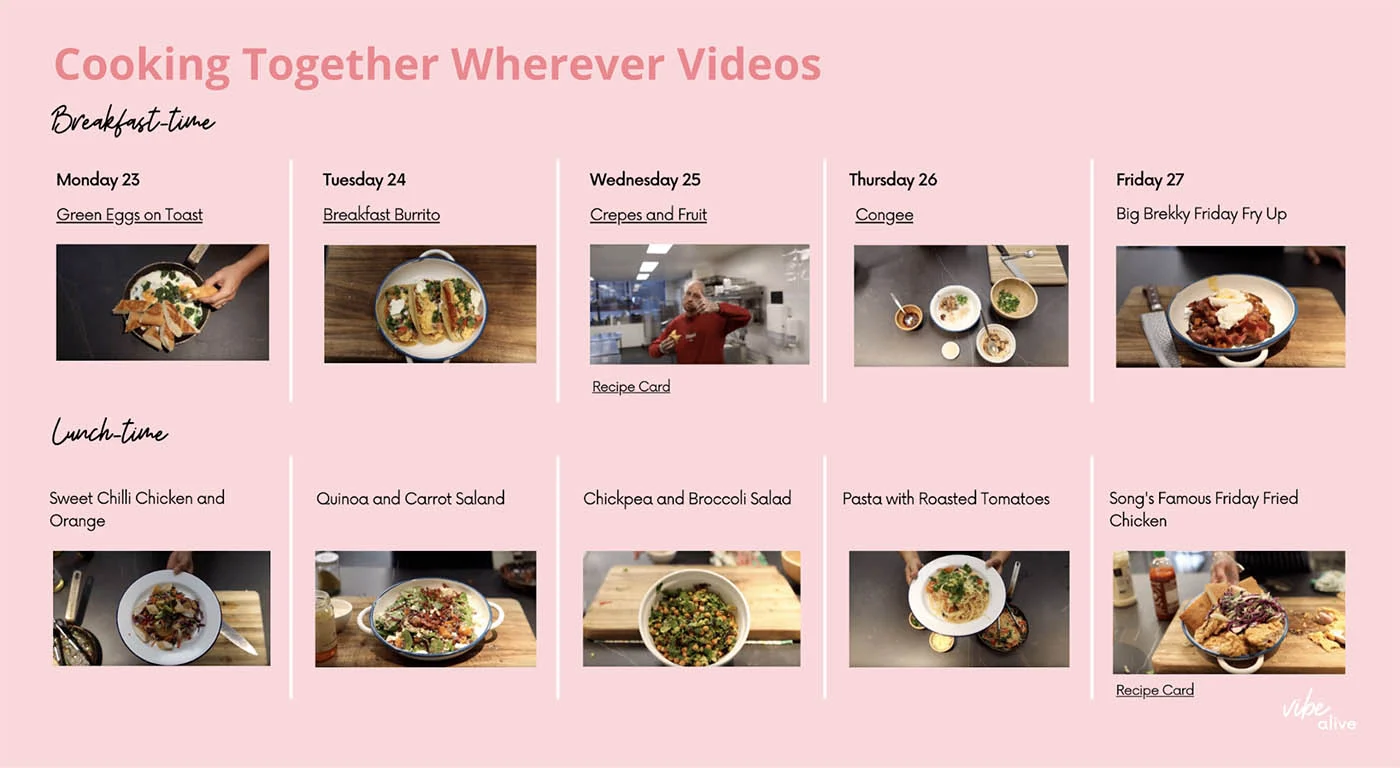 Cooking Together Wherever Videos
Breakfast-time
Monday 23
Green Eggs on Toast
Tuesday 24
Breakfast Burrito
Wednesday 25
Crepes and Fruit
Recipe Card
Thursday 26
Congee
Friday 27
Big Brekky Friday Fry Up
Lunch-time
Sweet Chilli Chicken and
Orange
Quinoa and Carrot Saland
Chickpea and Broccoli Salad
Pasta with Roasted Tomatoes
Song's Famous Friday Fried
Chicken
Recipe Card
vibe
alive